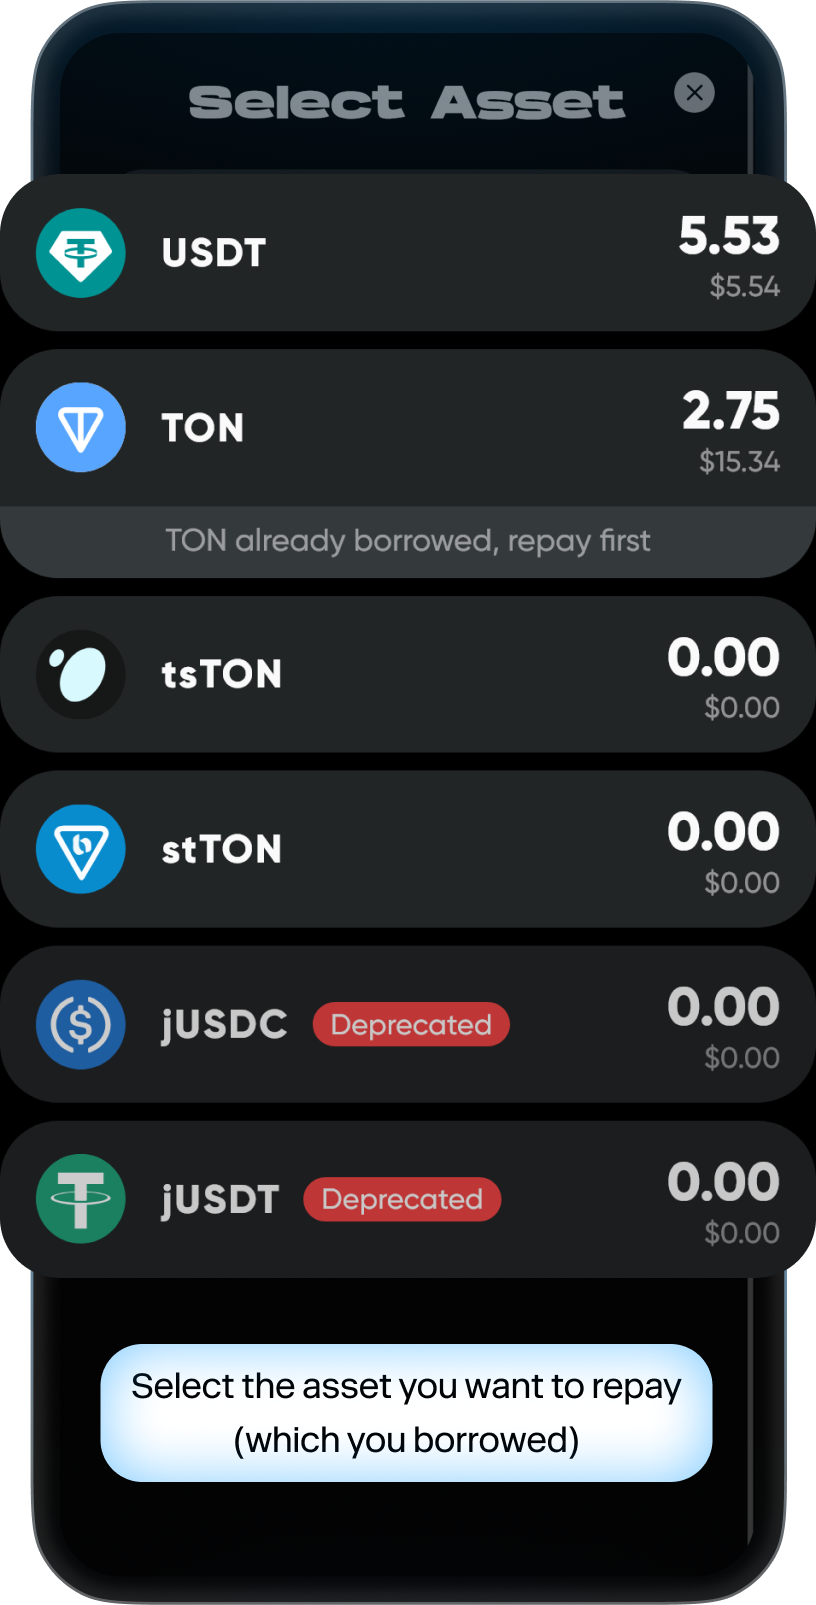 Select Asset
USDT
5.53
$5.54
TON
2.75
$15.34
TON already borrowed, repay first
tsTON
0.00
$0.00
stTON
0.00
$0.00
jUSDC Deprecated
0.00
$0.00
jUSDT Deprecated
0.00
$0.00
Select the asset you want to repay
(which you borrowed)